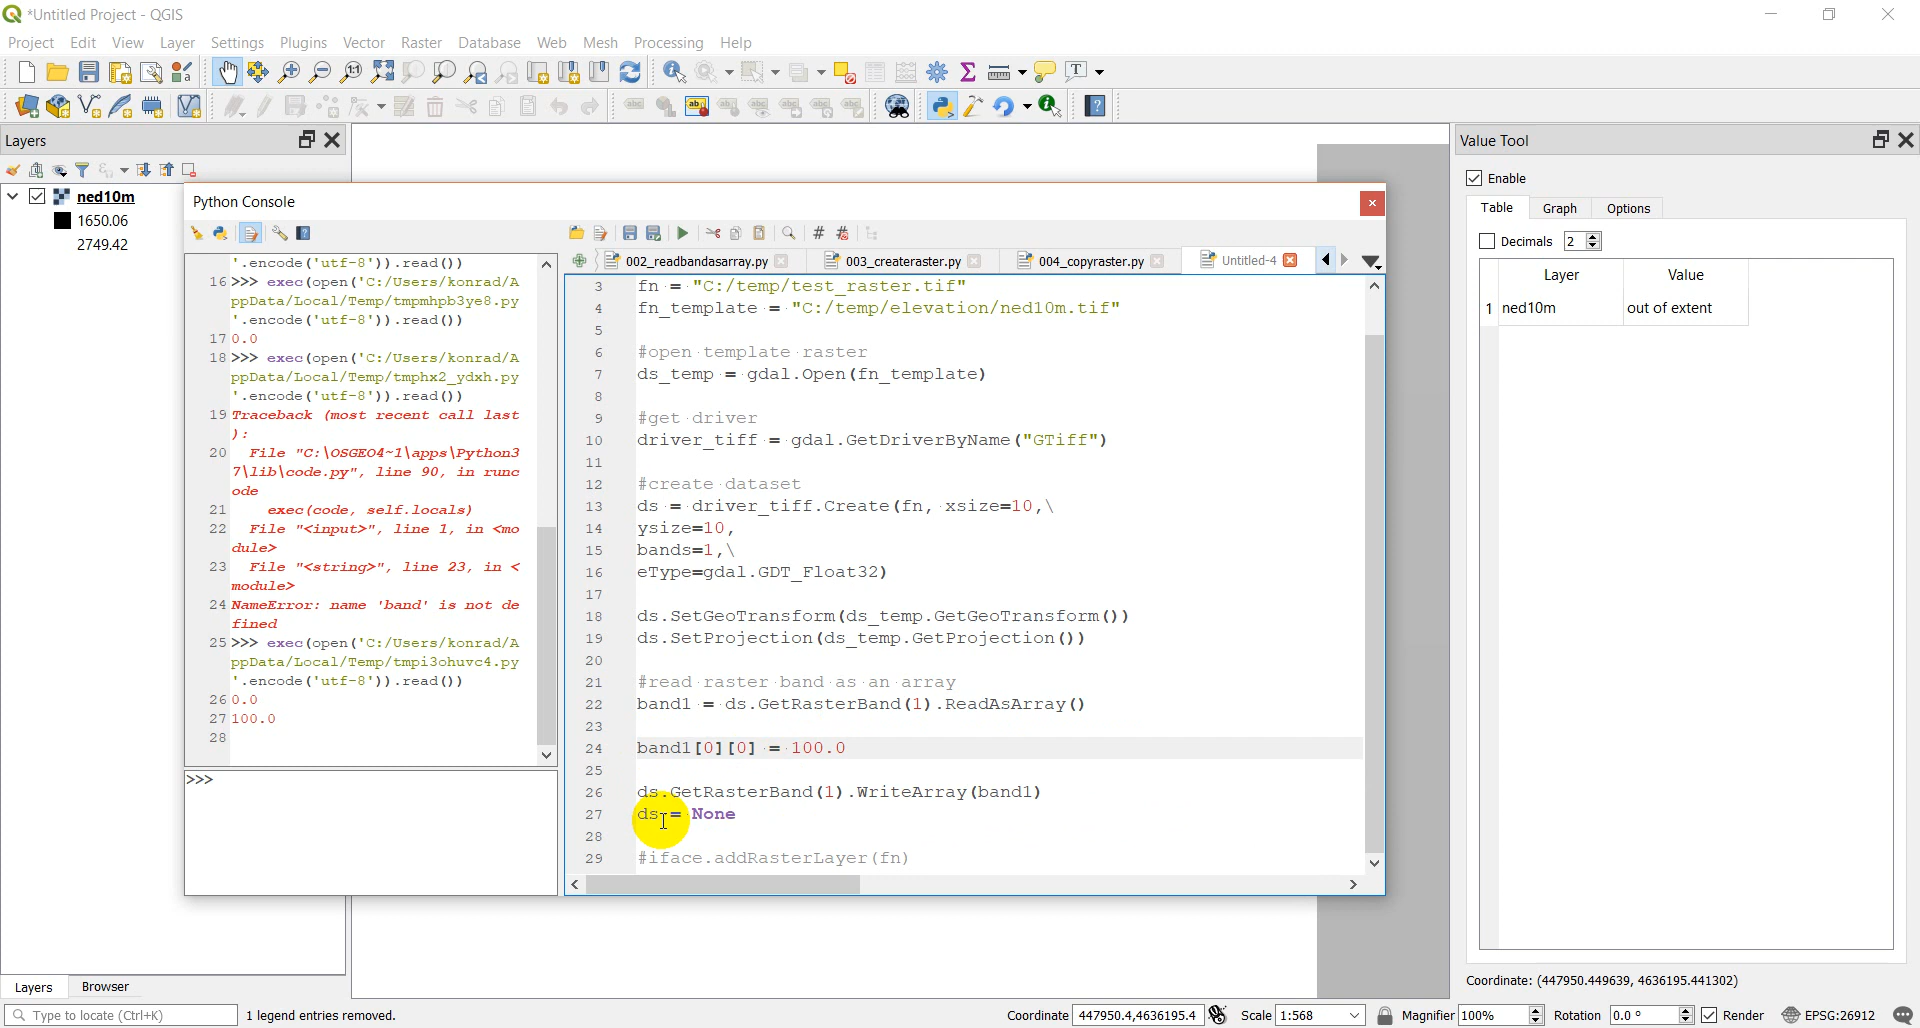 *Untitled Project - QGIS
Project Edit View Layer Settings Plugins Vector Raster Database Web Mesh Processing Help
Layers
ned10m
1650.06
2749.42
Python Console
002_readbandasarray.py 003_createraster.py 004_copyraster.py Untitled-4
'.encode('utf-8')).read())
16 >>> exec(open('C:/Users/konrad/A
ppData/Local/Temp/tmpmhpb3ye8.py
'.encode('utf-8')).read())
17 0.0
18 >>> exec(open('C:/Users/konrad/A
ppData/Local/Temp/tmphx2_ydxh.py
'.encode('utf-8')).read())
19 Traceback (most recent call last
):
20 File "C:\OSGEO4~1\apps\Python3
7\lib\code.py", line 90, in runc
ode
21 exec(code, self.locals)
22 File "<input>", line 1, in <mo
dule>
23 File "<string>", line 23, in <
module>
24 NameError: name 'band' is not de
fined
25 >>> exec(open('C:/Users/konrad/A
ppData/Local/Temp/tmpi3ohuvc4.py
'.encode('utf-8')).read())
26 0.0
27 100.0
28
>>>
3 fn = "C:/temp/test_raster.tif"
4 fn_template = "C:/temp/elevation/ned10m.tif"
5
6 #open template raster
7 ds_temp = gdal.Open(fn_template)
8
9 #get driver
10 driver_tiff = gdal.GetDriverByName("GTiff")
11
12 #create dataset
13 ds = driver_tiff.Create(fn, xsize=10,\
14 ysize=10,
15 bands=1,\
16 eType=gdal.GDT_Float32)
17
18 ds.SetGeoTransform(ds_temp.GetGeoTransform())
19 ds.SetProjection(ds_temp.GetProjection())
20
21 #read raster band as an array
22 band1 = ds.GetRasterBand(1).ReadAsArray()
23
24 band1[0][0] = 100.0
25
26 ds.GetRasterBand(1).WriteArray(band1)
27 ds = None
28
29 #iface.addRasterLayer(fn)
Value Tool
Enable
Table Graph Options
Decimals 2
Layer Value
1 ned10m out of extent
Coordinate: (447950.449639, 4636195.441302)
Layers Browser
Type to locate (Ctrl+K) 1 legend entries removed. Coordinate 447950.4,4636195.4 Scale 1:568 Magnifier 100% Rotation 0.0 ° Render EPSG:26912